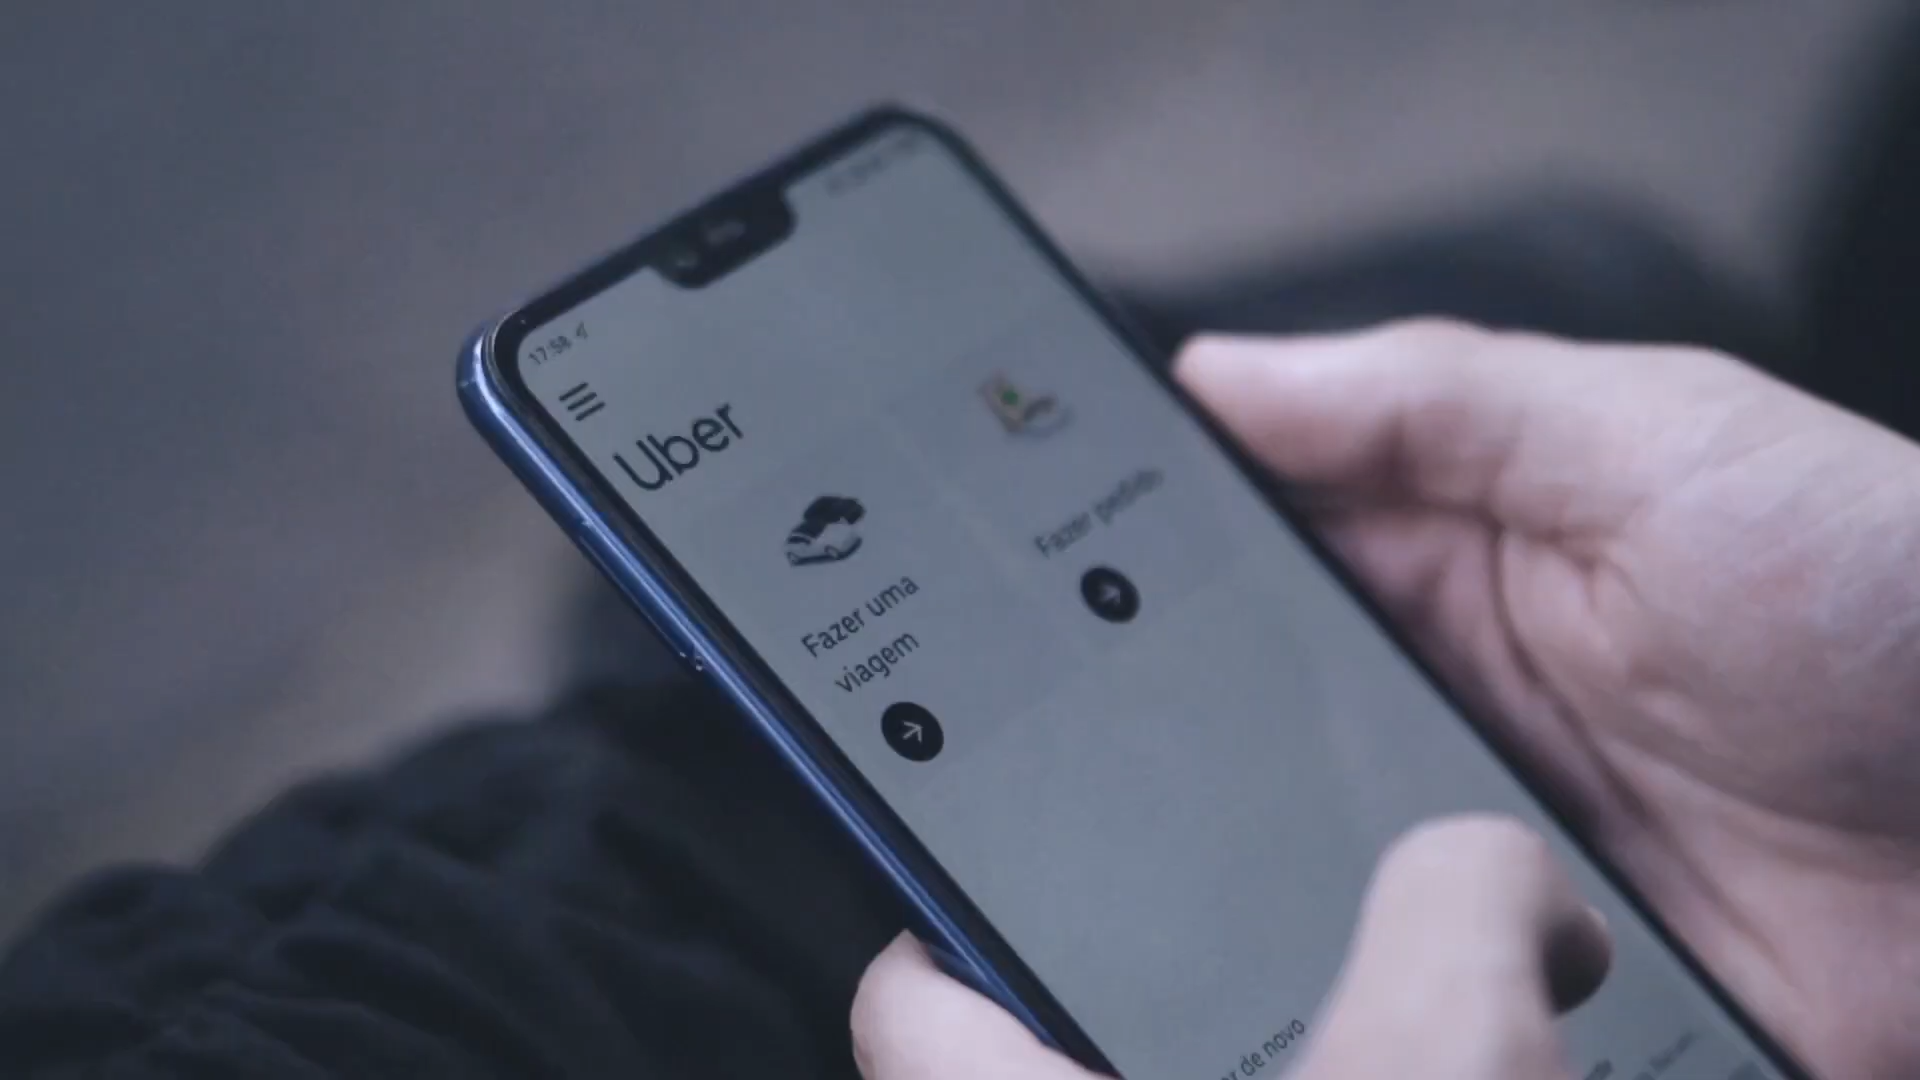 17:58
Uber
Fazer uma
viagem
Fazer pedido
de novo